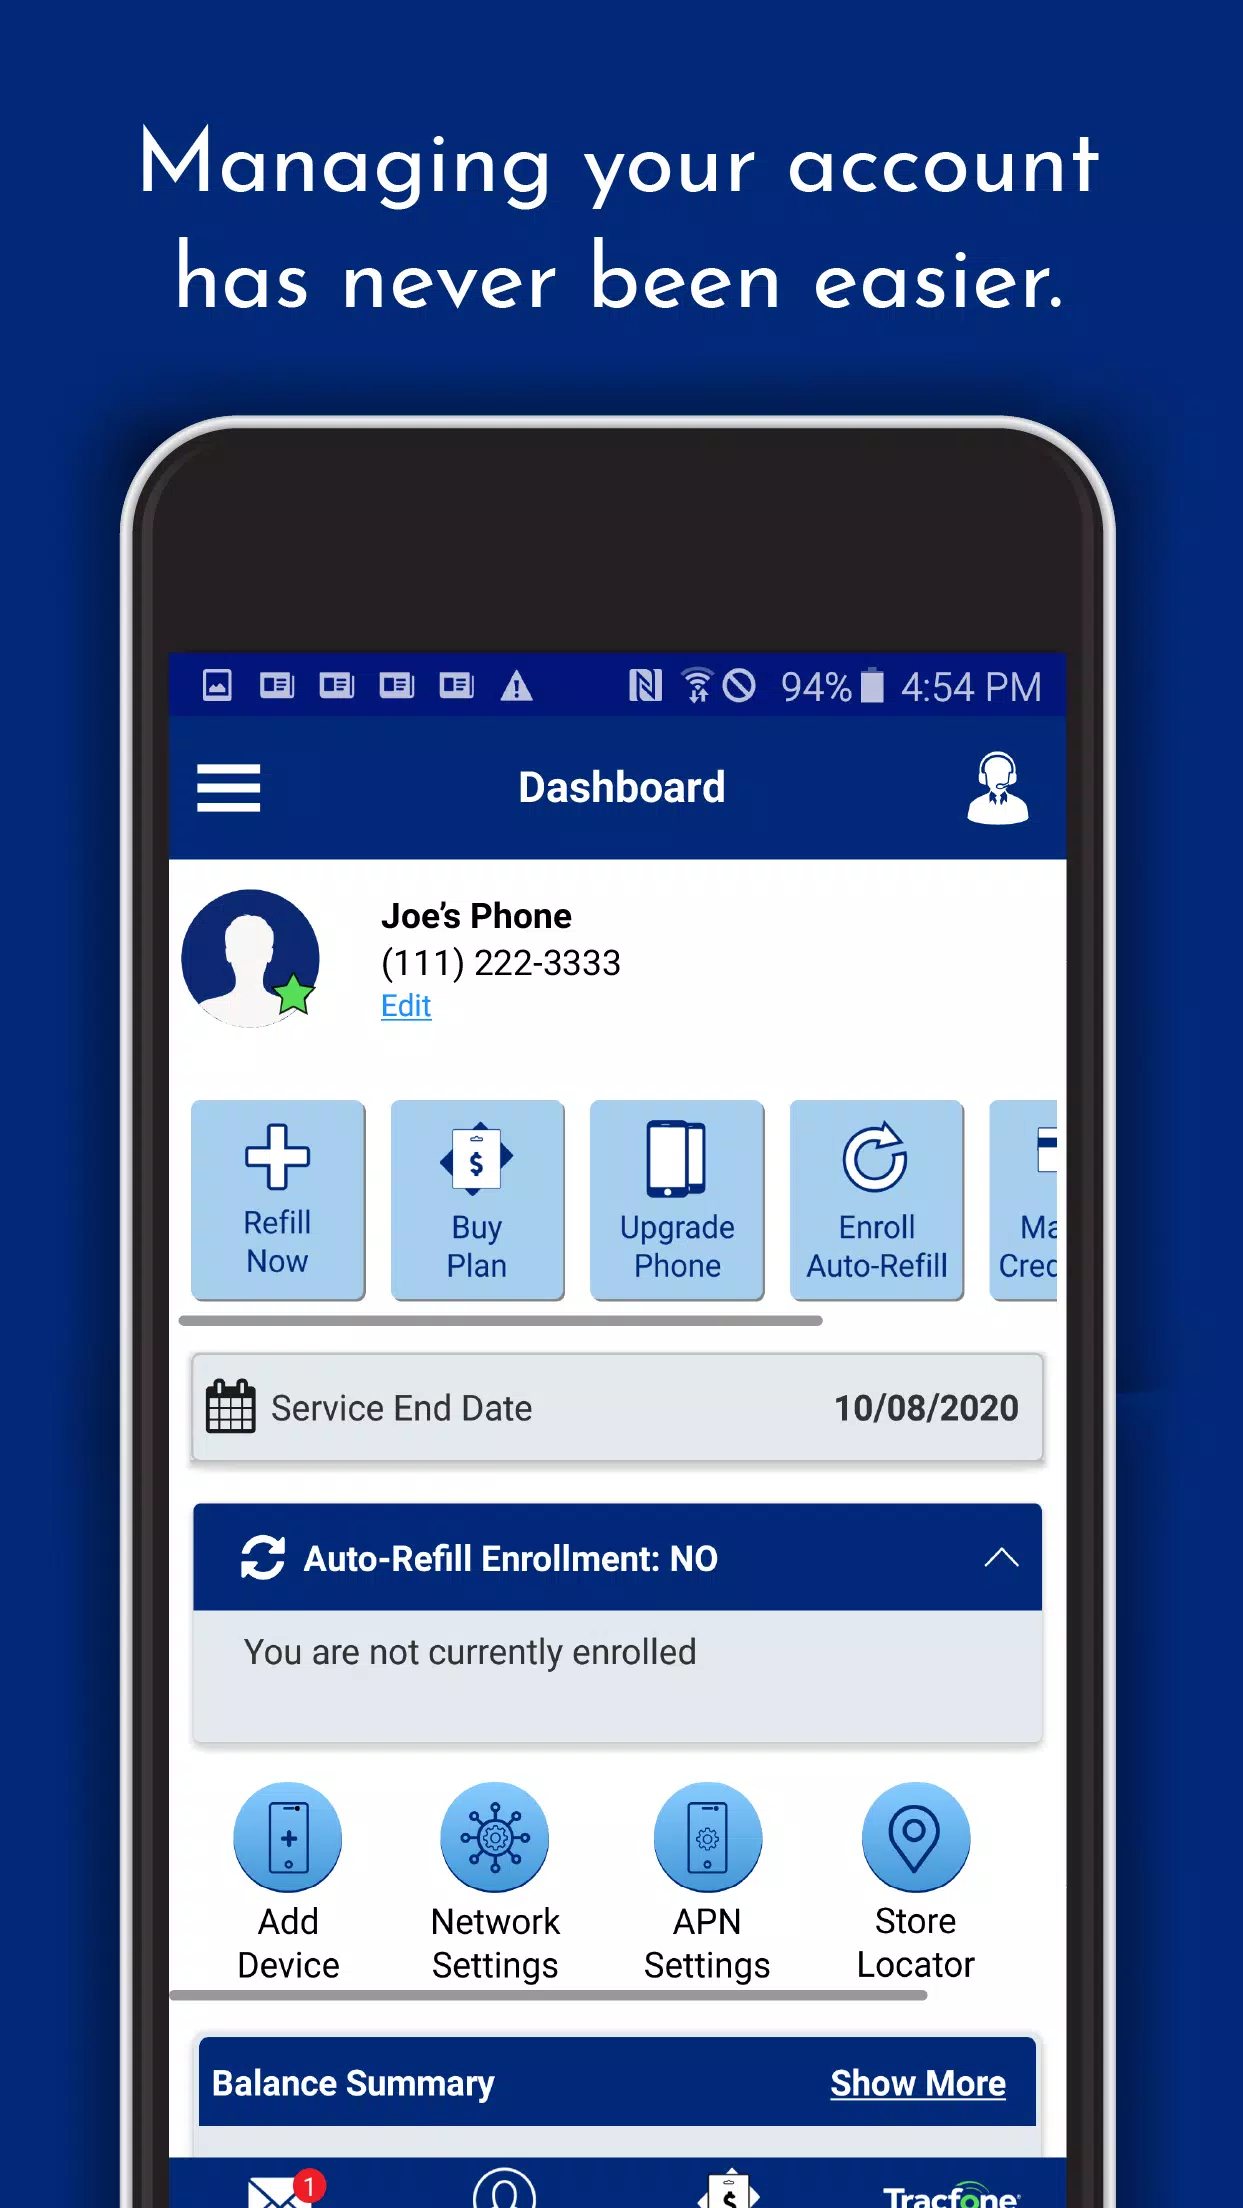 Managing your account
has never been easier.
94% 4:54 PM
Dashboard
Joe's Phone
(111) 222-3333
Edit
Refill
Now
$
Buy
Plan
Upgrade
Phone
Enroll
Auto-Refill
Service End Date 10/08/2020
Auto-Refill Enrollment: NO
You are not currently enrolled
Add
Device
Network
Settings
APN
Settings
Store
Locator
Balance Summary Show More
1
$
Tracfone